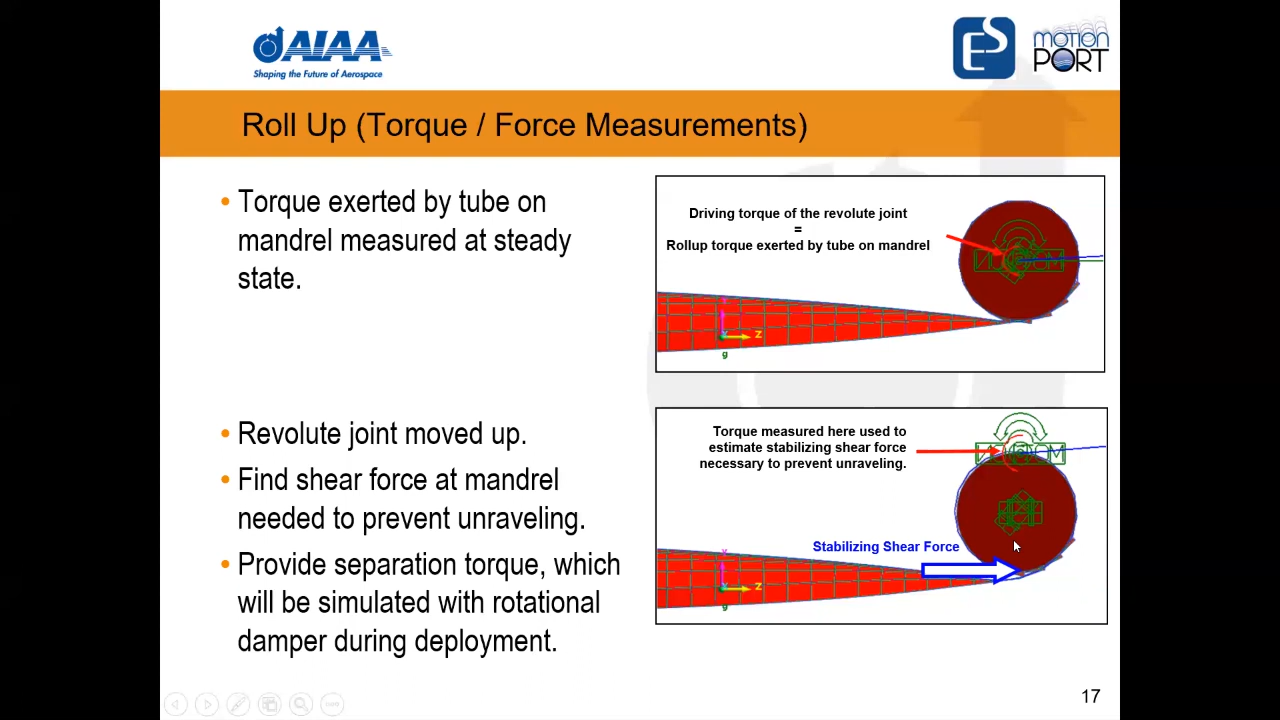 AIAA
Shaping the Future of Aerospace
ES
motion
PORT
Roll Up (Torque / Force Measurements)
• Torque exerted by tube on
mandrel measured at steady
state.
Driving torque of the revolute joint
=
Rollup torque exerted by tube on mandrel
Z
g
• Revolute joint moved up.
• Find shear force at mandrel
needed to prevent unraveling.
• Provide separation torque, which
will be simulated with rotational
damper during deployment.
Torque measured here used to
estimate stabilizing shear force
necessary to prevent unraveling.
Stabilizing Shear Force
Y
Z
g
17